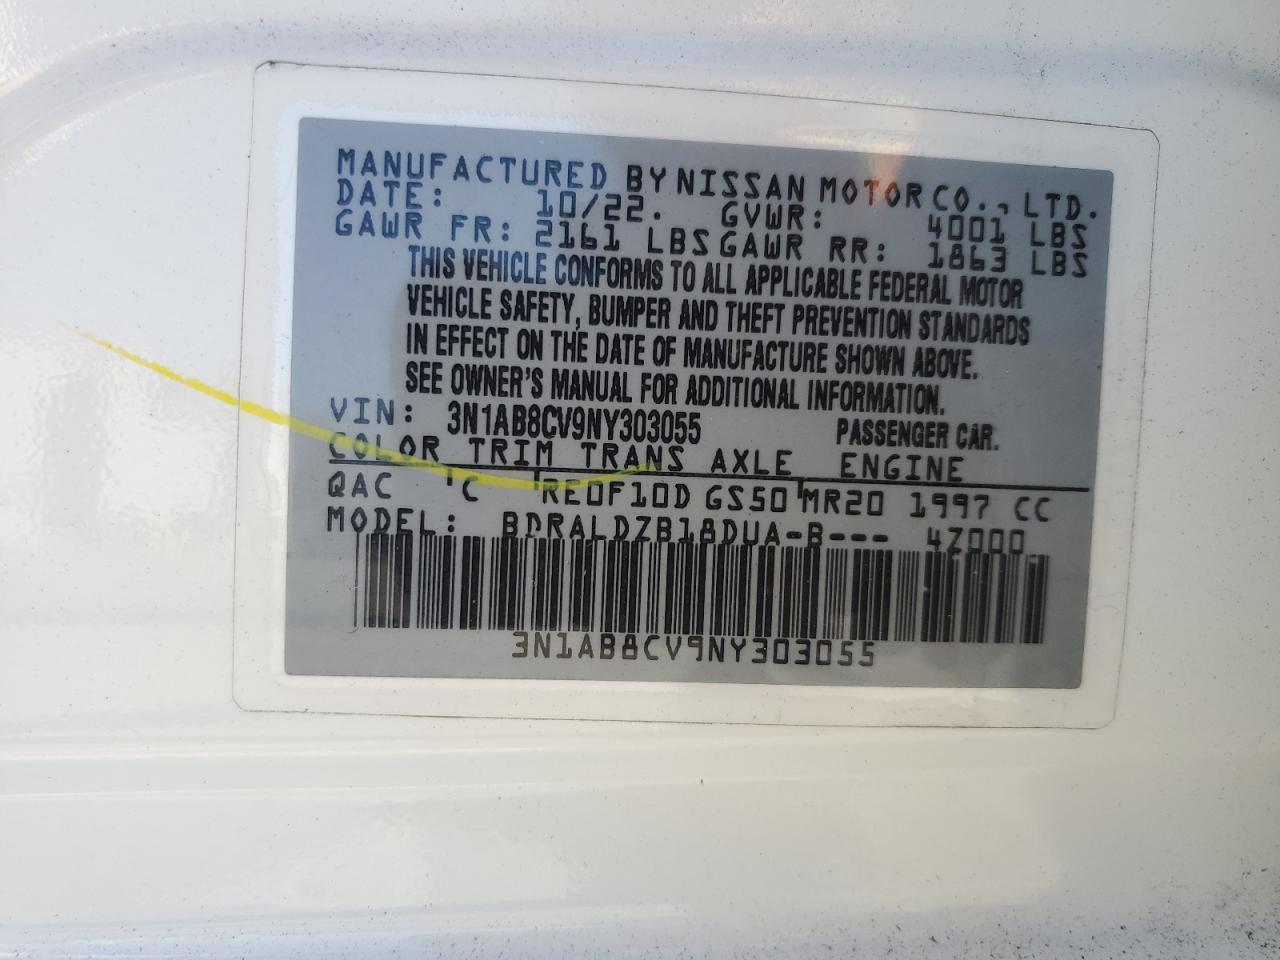 MANUFACTURED BY NISSAN MOTOR CO., LTD.
DATE: 10/22. GVWR: 4001 LBS
GAWR FR: 2161 LBS GAWR RR: 1863 LBS
THIS VEHICLE CONFORMS TO ALL APPLICABLE FEDERAL MOTOR
VEHICLE SAFETY, BUMPER AND THEFT PREVENTION STANDARDS
IN EFFECT ON THE DATE OF MANUFACTURE SHOWN ABOVE.
SEE OWNER'S MANUAL FOR ADDITIONAL INFORMATION.
VIN: 3N1AB8CV9NY303055 PASSENGER CAR.
COLOR TRIM TRANS AXLE ENGINE
QAC C RE0F10D GS50 MR20 1997 CC
MODEL: BDRALDZB18DUA-B--- 4Z000
3N1AB8CV9NY303055